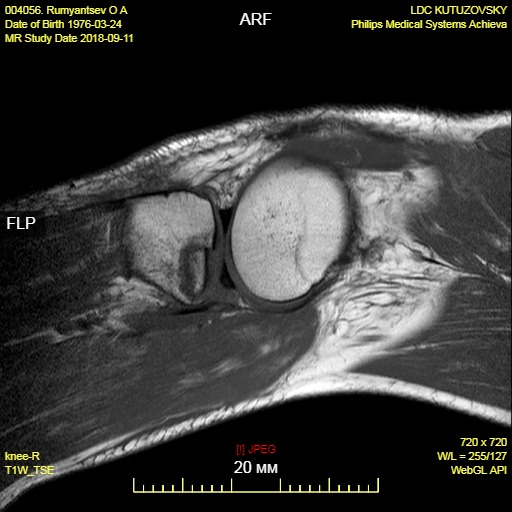 004056. Rumyantsev O A
Date of Birth 1976-03-24
MR Study Date 2018-09-11
ARF
LDC KUTUZOVSKY
Philips Medical Systems Achieva
FLP
knee-R
T1W_TSE
[I] JPEG
20 мм
720 x 720
W/L = 255/127
WebGL API